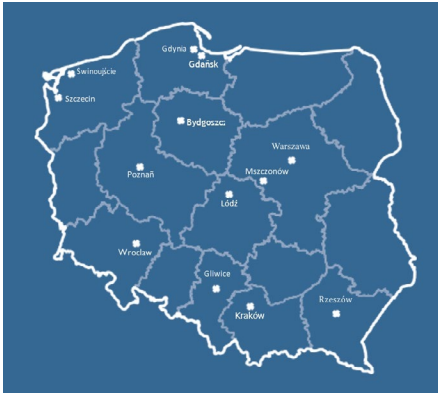 Gdynia
Gdańsk
Świnoujście
Szczecin
Bydgoszcz
Warszawa
Poznań
Mszczonów
Łódź
Wrocław
Gliwice
Kraków
Rzeszów